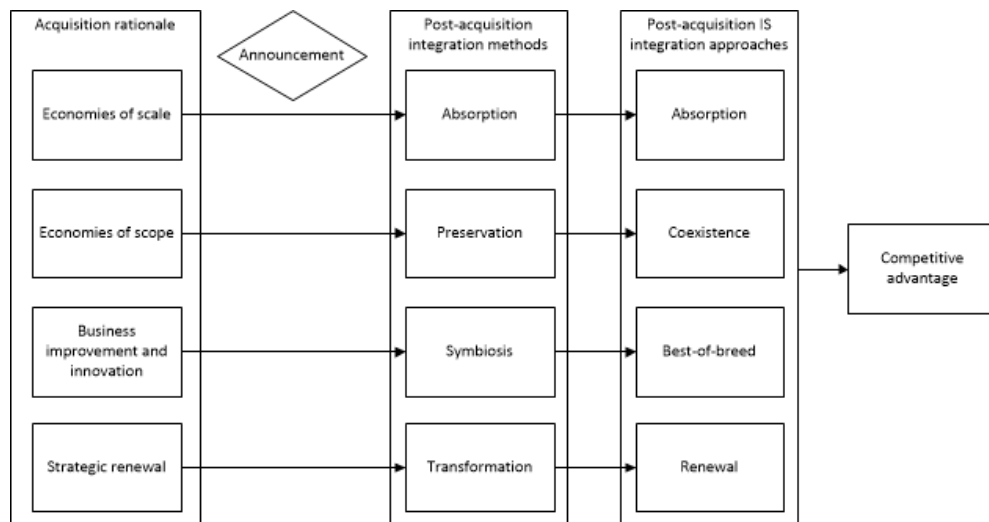 Acquisition rationale
Announcement
Post-acquisition
integration methods
Post-acquisition IS
integration approaches
Economies of scale
Absorption
Absorption
Economies of scope
Preservation
Coexistence
Competitive
advantage
Business
improvement and
innovation
Symbiosis
Best-of-breed
Strategic renewal
Transformation
Renewal